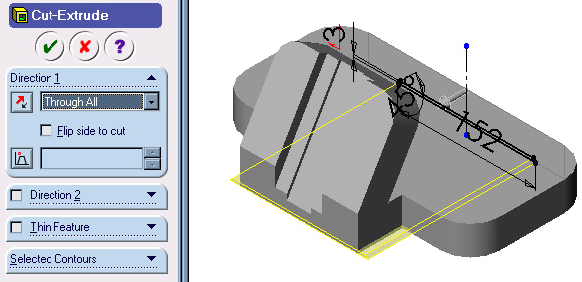 Cut-Extrude
?
Direction 1
Through All
Flip side to cut
Direction 2
Thin Feature
Selectec Contours
3
152